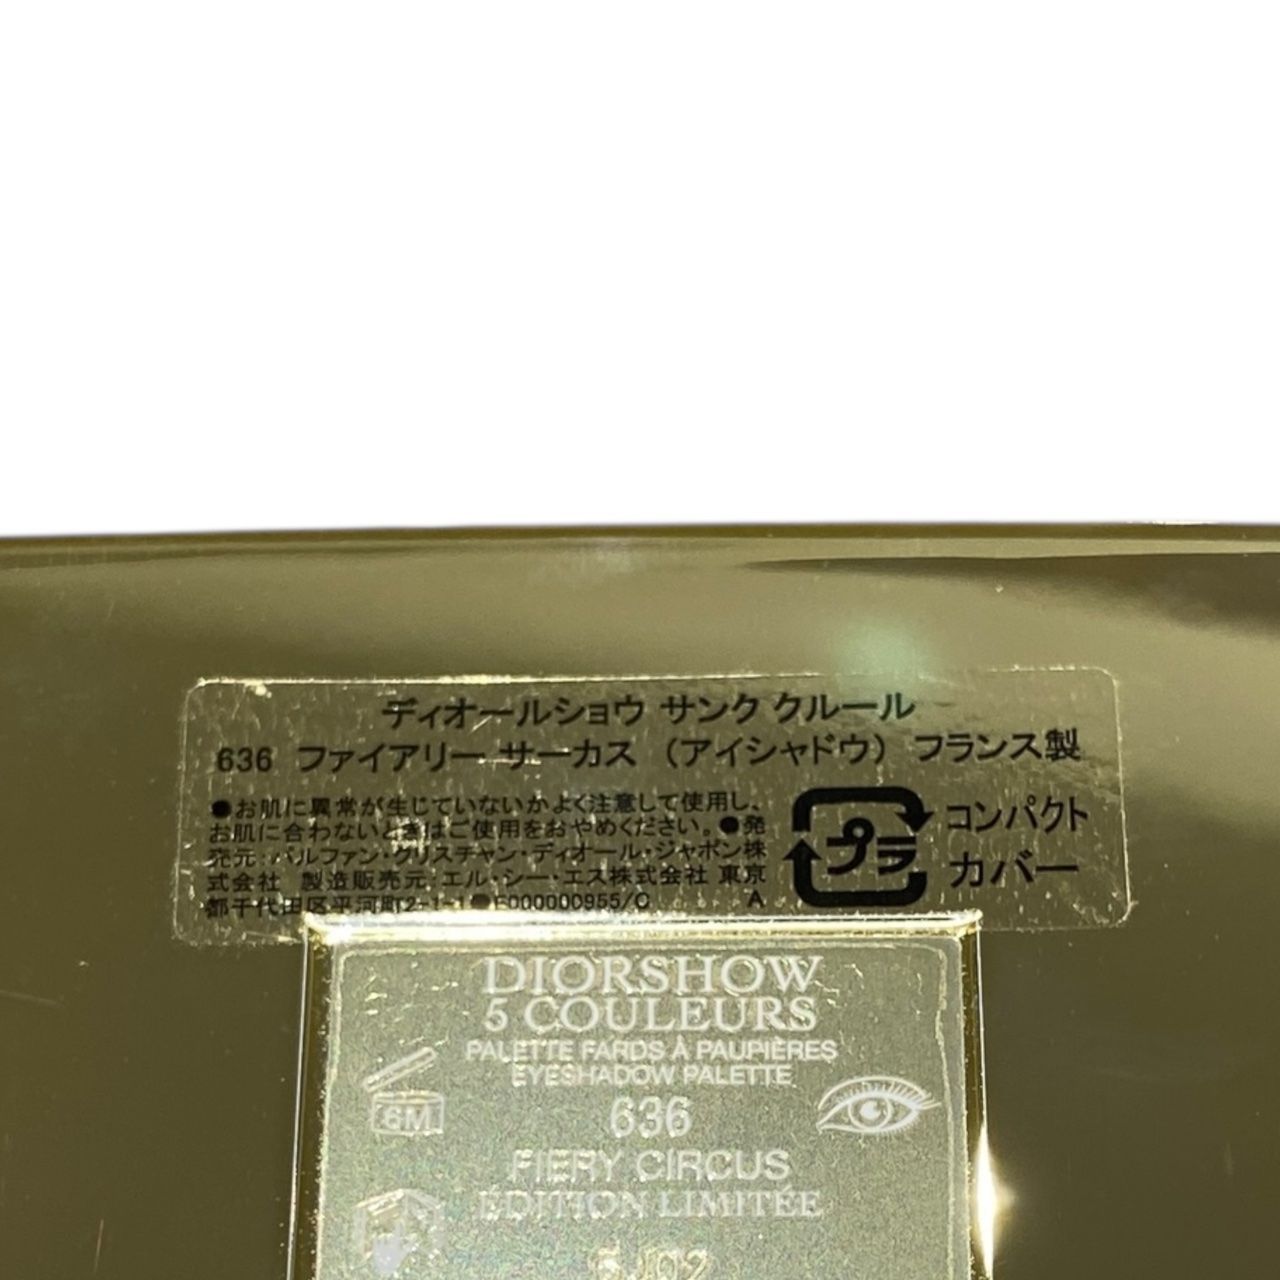 ディオールショウ サンク クルール
636 ファイアリー サーカス (アイシャドウ) フランス製
●お肌に異常が生じていないかよく注意して使用し、
お肌に合わないときはご使用をおやめください。●発
売元:パルファン・クリスチャン・ディオール・ジャポン株
式会社 製造販売元:エル・シー・エス株式会社 東京
都千代田区平河町2-1-1●F000000955/C A
プラ
コンパクト
カバー
DIORSHOW
5 COULEURS
PALETTE FARDS À PAUPIÈRES
EYESHADOW PALETTE
6M
636
FIERY CIRCUS
ÉDITION LIMITÉE